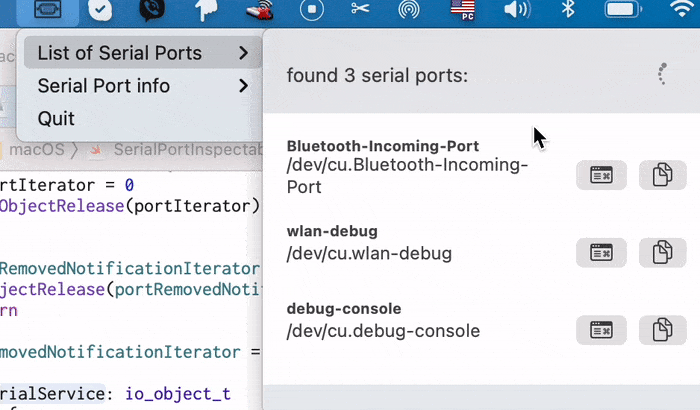 PC
List of Serial Ports
Serial Port info
Quit
found 3 serial ports:
Bluetooth-Incoming-Port
/dev/cu.Bluetooth-Incoming-
Port
wlan-debug
/dev/cu.wlan-debug
debug-console
/dev/cu.debug-console
macOS 〉 SerialPortInspectab
rtIterator = 0
ObjectRelease(portIterator)
RemovedNotificationIterator
jectRelease(portRemovedNoti
rn
movedNotificationIterator =
rialService: io_object_t